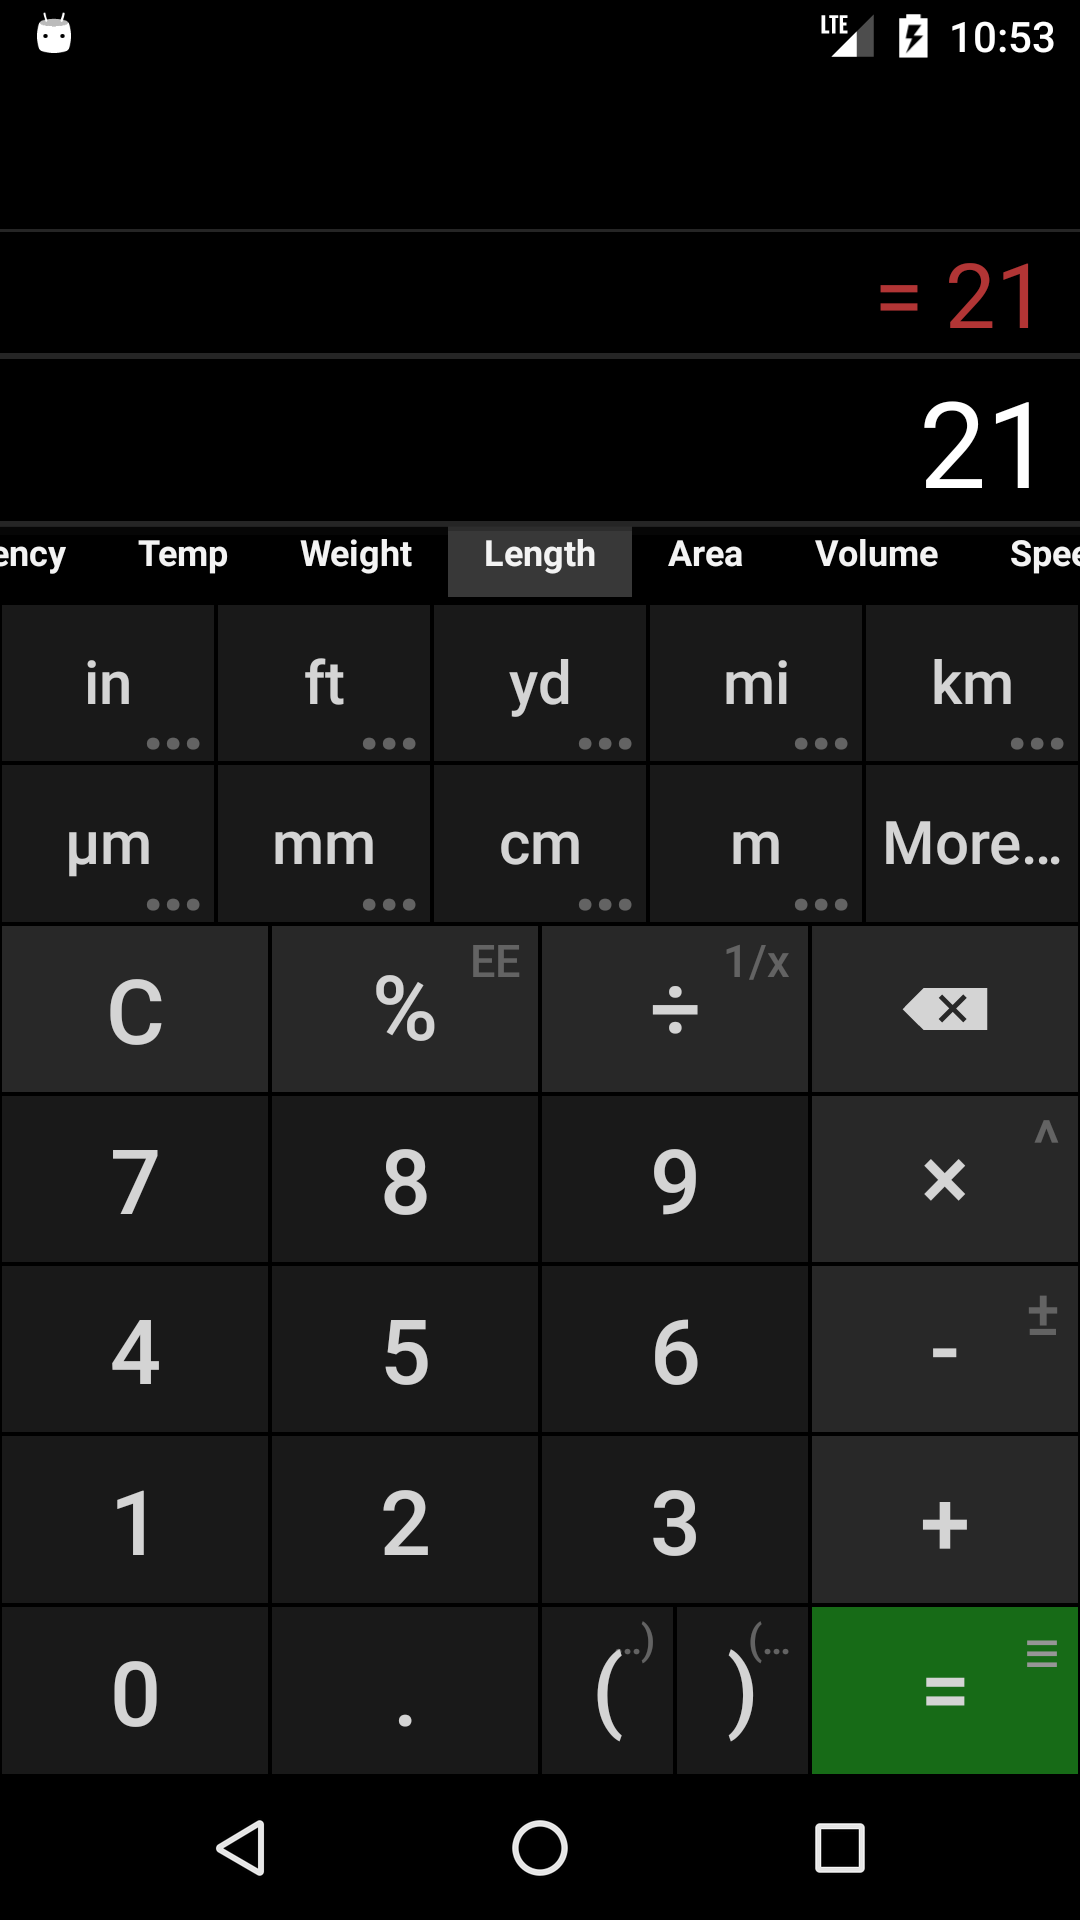 LTE 10:53
= 21
21
ency Temp Weight Length Area Volume Spee
in ft yd mi km
µm mm cm m More...
C % EE ÷ 1/x
7 8 9 × ^
4 5 6 - ±
1 2 3 +
0 . ( ..) ) (... = ≡